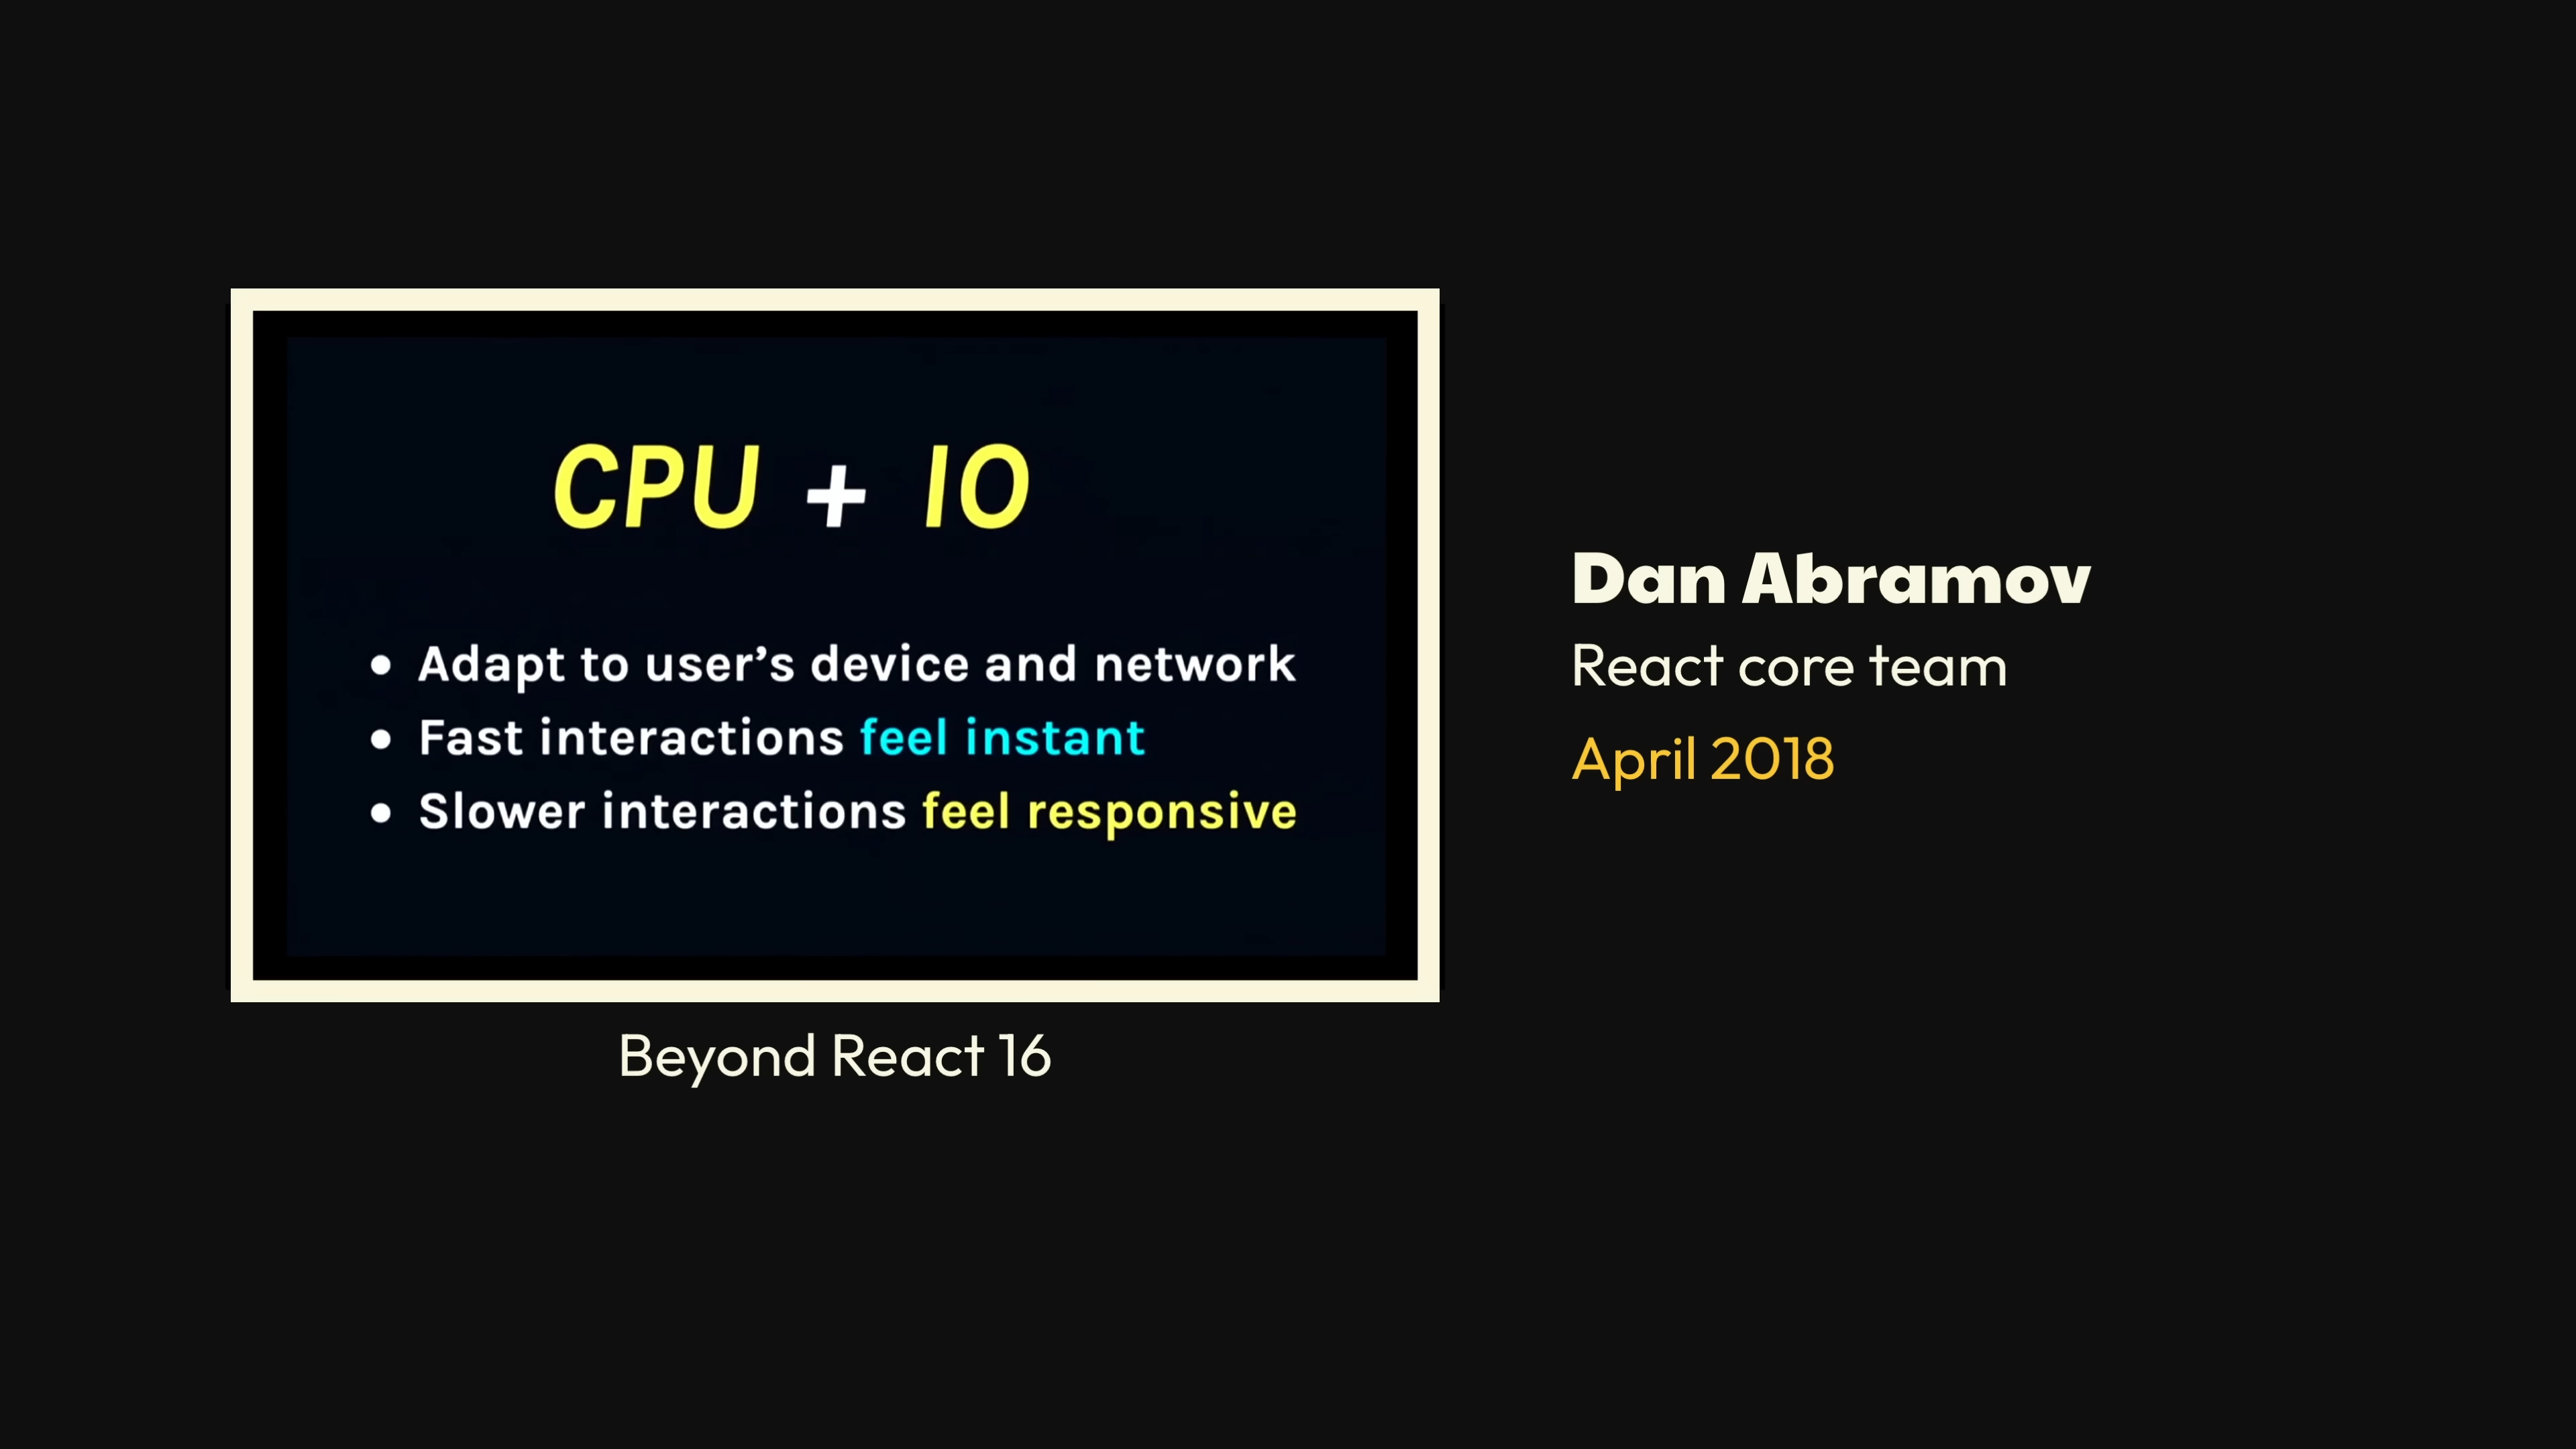 CPU + IO
• Adapt to user’s device and network
• Fast interactions feel instant
• Slower interactions feel responsive
Beyond React 16
Dan Abramov
React core team
April 2018